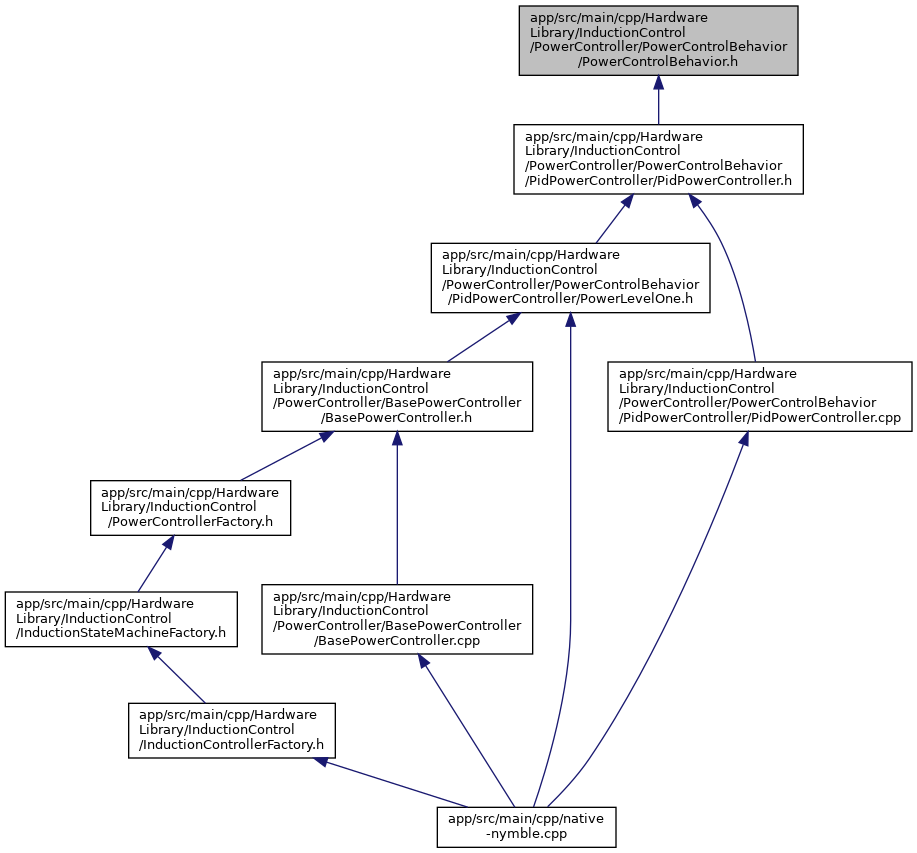 app/src/main/cpp/Hardware
Library/InductionControl
/PowerController/PowerControlBehavior
/PowerControlBehavior.h
app/src/main/cpp/Hardware
Library/InductionControl
/PowerController/PowerControlBehavior
/PidPowerController/PidPowerController.h
app/src/main/cpp/Hardware
Library/InductionControl
/PowerController/PowerControlBehavior
/PidPowerController/PowerLevelOne.h
app/src/main/cpp/Hardware
Library/InductionControl
/PowerController/BasePowerController
/BasePowerController.h
app/src/main/cpp/Hardware
Library/InductionControl
/PowerController/PowerControlBehavior
/PidPowerController/PidPowerController.cpp
app/src/main/cpp/Hardware
Library/InductionControl
/PowerControllerFactory.h
app/src/main/cpp/Hardware
Library/InductionControl
/InductionStateMachineFactory.h
app/src/main/cpp/Hardware
Library/InductionControl
/PowerController/BasePowerController
/BasePowerController.cpp
app/src/main/cpp/Hardware
Library/InductionControl
/InductionControllerFactory.h
app/src/main/cpp/native
-nymble.cpp